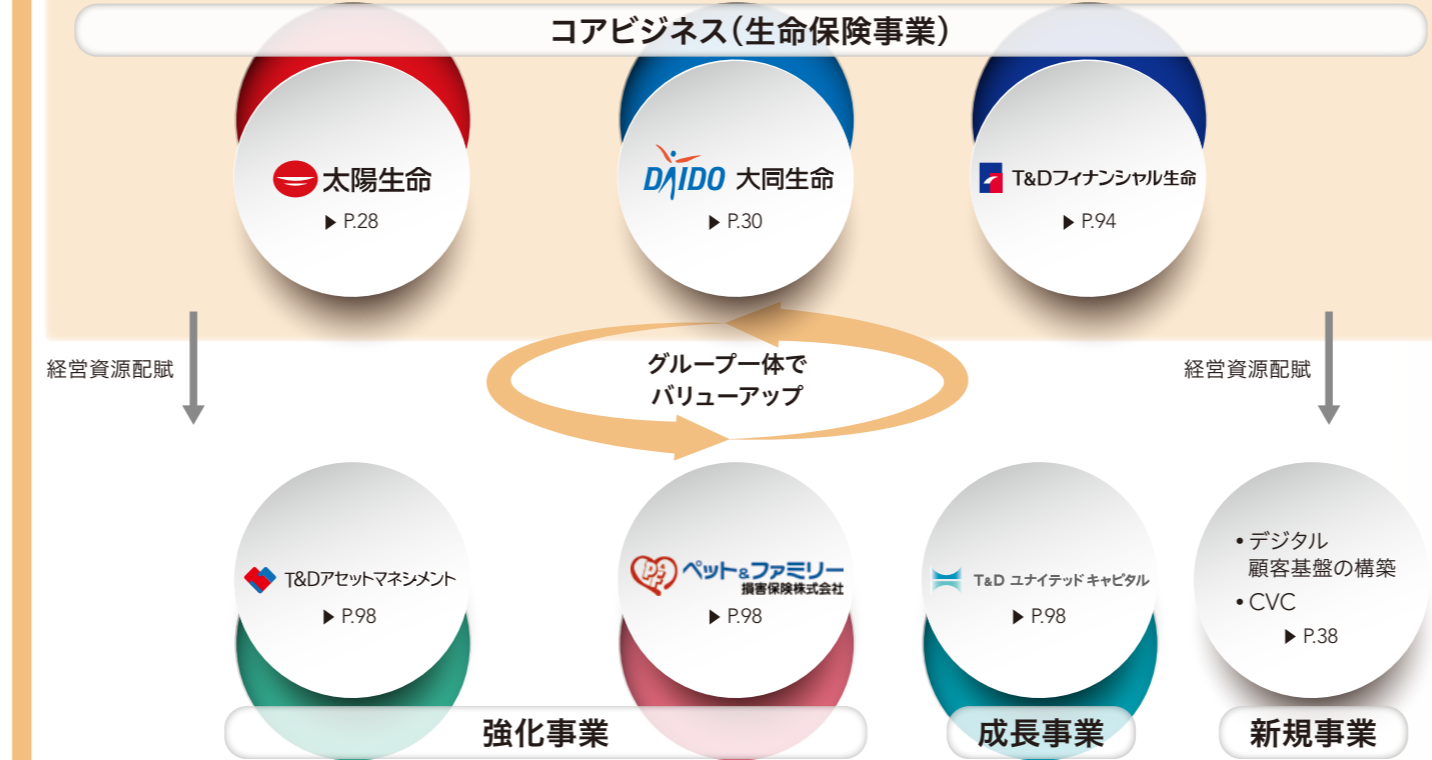 コアビジネス（生命保険事業）
太陽生命
▶ P.28
DAIDO 大同生命
▶ P.30
T&Dフィナンシャル生命
▶ P.94
経営資源配賦
グループ一体で
バリューアップ
経営資源配賦
T&Dアセットマネジメント
▶ P.98
ペット&ファミリー
損害保険株式会社
▶ P.98
T&D ユナイテッドキャピタル
▶ P.98
• デジタル
顧客基盤の構築
• CVC
▶ P.38
強化事業
成長事業
新規事業